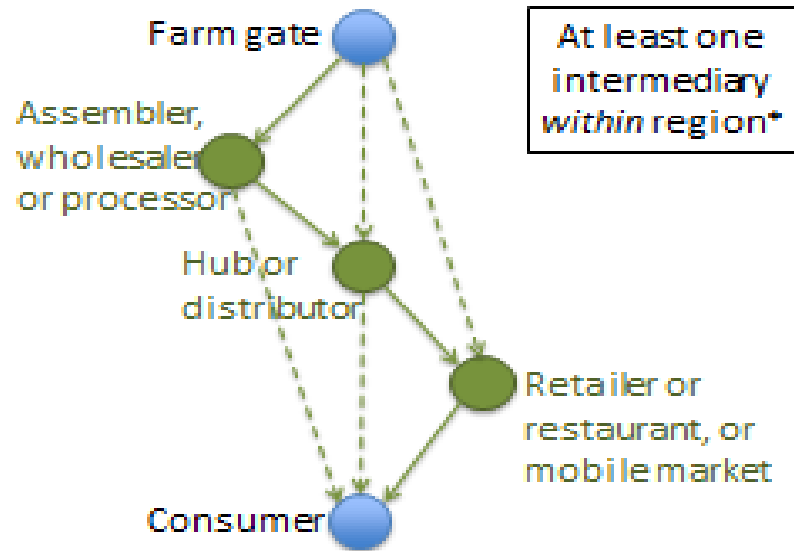 Farm gate
At least one
intermediary
within region*
Assembler,
wholesaler
or processor
Hub or
distributor
Retailer or
restaurant, or
mobile market
Consumer